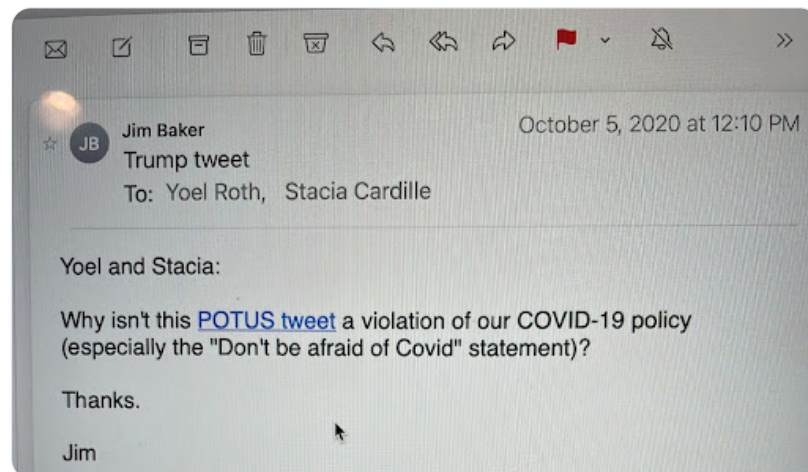 JB
Jim Baker
October 5, 2020 at 12:10 PM
Trump tweet
To: Yoel Roth, Stacia Cardille
Yoel and Stacia:
Why isn't this POTUS tweet a violation of our COVID-19 policy
(especially the "Don't be afraid of Covid" statement)?
Thanks.
Jim